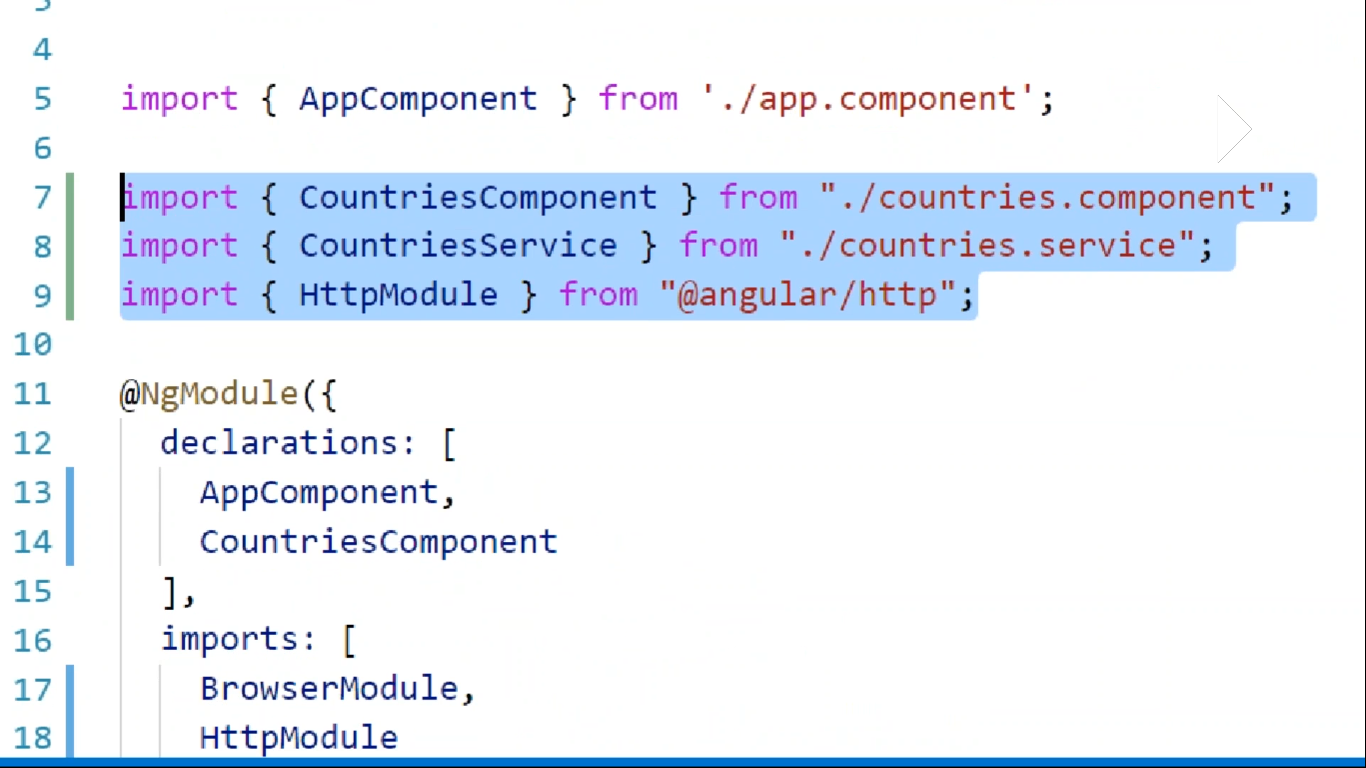 3
4
5 import { AppComponent } from './app.component';
6
7 import { CountriesComponent } from "./countries.component";
8 import { CountriesService } from "./countries.service";
9 import { HttpModule } from "@angular/http";
10
11 @NgModule({
12 declarations: [
13 AppComponent,
14 CountriesComponent
15 ],
16 imports: [
17 BrowserModule,
18 HttpModule